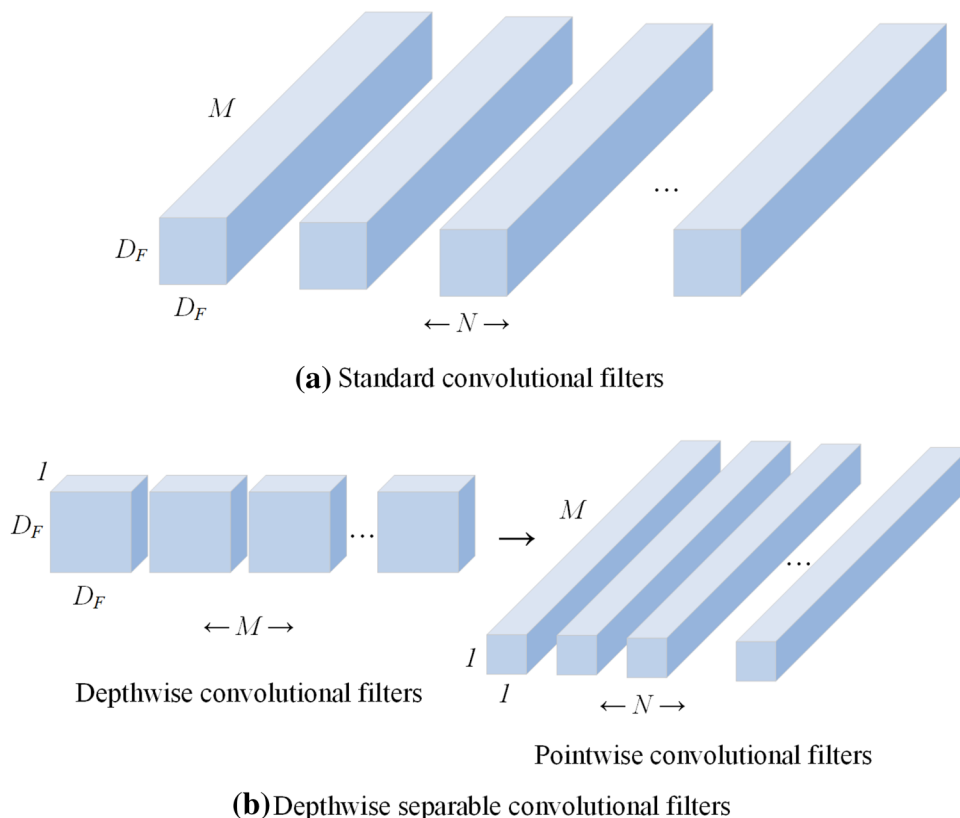 M
D_F
D_F
...
← N →
(a) Standard convolutional filters
1
D_F
D_F
...
← M →
Depthwise convolutional filters
→
M
...
1
1
← N →
Pointwise convolutional filters
(b) Depthwise separable convolutional filters